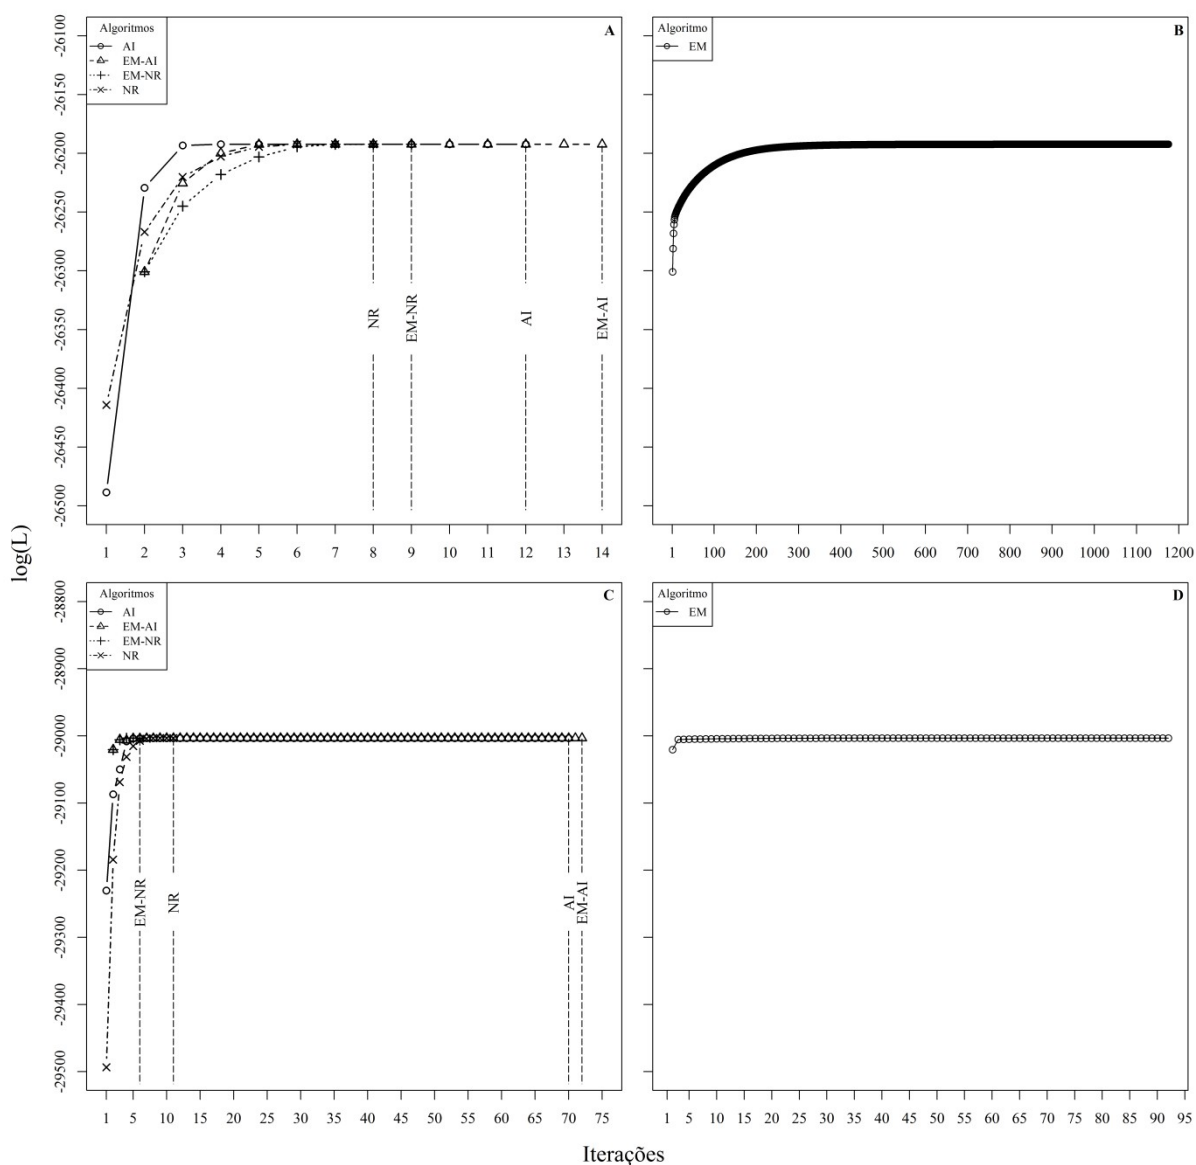 log(L)
Algoritmos
AI
EM-AI
EM-NR
NR
A
-26100
-26150
-26200
-26250
-26300
-26350
-26400
-26450
-26500
NR
EM-NR
AI
EM-AI
1 2 3 4 5 6 7 8 9 10 11 12 13 14
Algoritmo
EM
B
1 100 200 300 400 500 600 700 800 900 1000 1100 1200
Algoritmos
AI
EM-AI
EM-NR
NR
C
-28800
-28900
-29000
-29100
-29200
-29300
-29400
-29500
EM-NR
NR
AI
EM-AI
1 5 10 15 20 25 30 35 40 45 50 55 60 65 70 75
Algoritmo
EM
D
1 5 10 15 20 25 30 35 40 45 50 55 60 65 70 75 80 85 90 95
Iterações